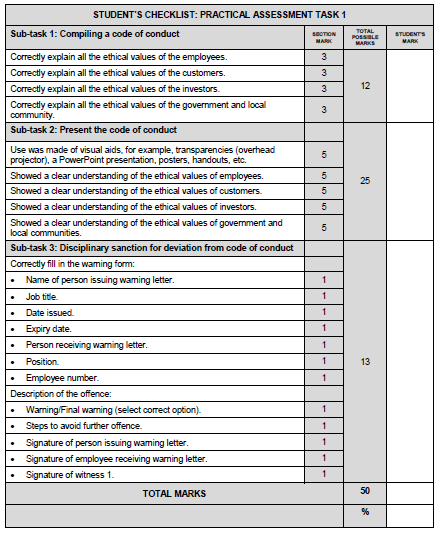 STUDENT'S CHECKLIST: PRACTICAL ASSESSMENT TASK 1
Sub-task 1: Compiling a code of conduct SECTION MARK TOTAL POSSIBLE MARKS STUDENT'S MARK
Correctly explain all the ethical values of the employees. 3
Correctly explain all the ethical values of the customers. 3
12
Correctly explain all the ethical values of the investors. 3
Correctly explain all the ethical values of the government and local
community. 3
Sub-task 2: Present the code of conduct
Use was made of visual aids, for example, transparencies (overhead
projector), a PowerPoint presentation, posters, handouts, etc. 5
Showed a clear understanding of the ethical values of employees. 5
25
Showed a clear understanding of the ethical values of customers. 5
Showed a clear understanding of the ethical values of investors. 5
Showed a clear understanding of the ethical values of government and
local communities. 5
Sub-task 3: Disciplinary sanction for deviation from code of conduct
Correctly fill in the warning form:
• Name of person issuing warning letter. 1
• Job title. 1
• Date issued. 1
• Expiry date. 1
• Person receiving warning letter. 1
• Position. 1
13
• Employee number. 1
Description of the offence:
• Warning/Final warning (select correct option). 1
• Steps to avoid further offence. 1
• Signature of person issuing warning letter. 1
• Signature of employee receiving warning letter. 1
• Signature of witness 1. 1
TOTAL MARKS 50
%